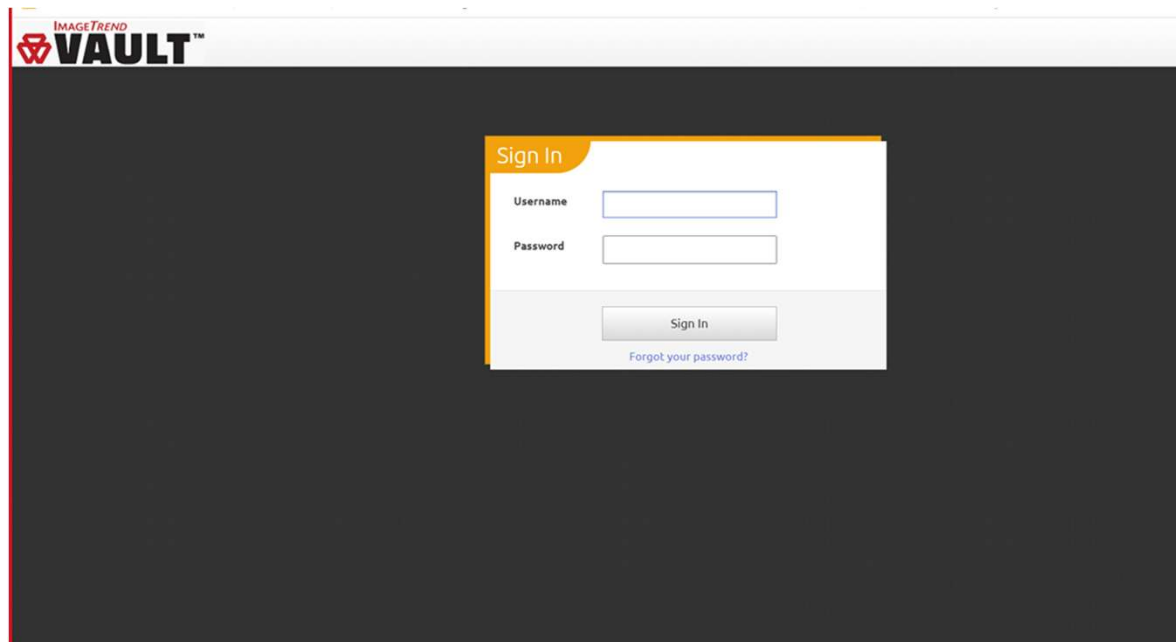 IMAGETREND
VAULT™
Sign In
Username
Password
Sign In
Forgot your password?